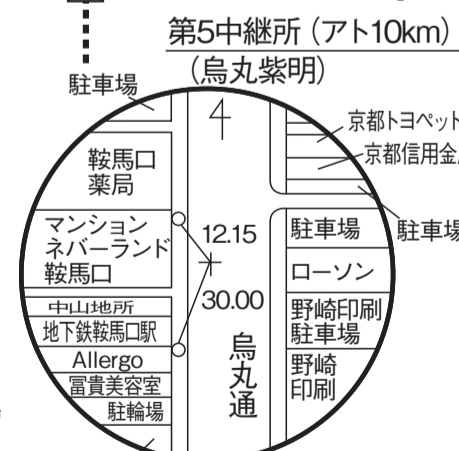 第5中継所（アト10km）
（烏丸紫明）
駐車場
鞍馬口
薬局
マンション
ネバーランド
鞍馬口
中山地所
地下鉄鞍馬口駅
Allergo
冨貴美容室
駐輪場
12.15
30.00
烏丸通
京都トヨペット
京都信用金
駐車場
駐車場
ローソン
野崎印刷
駐車場
野崎
印刷